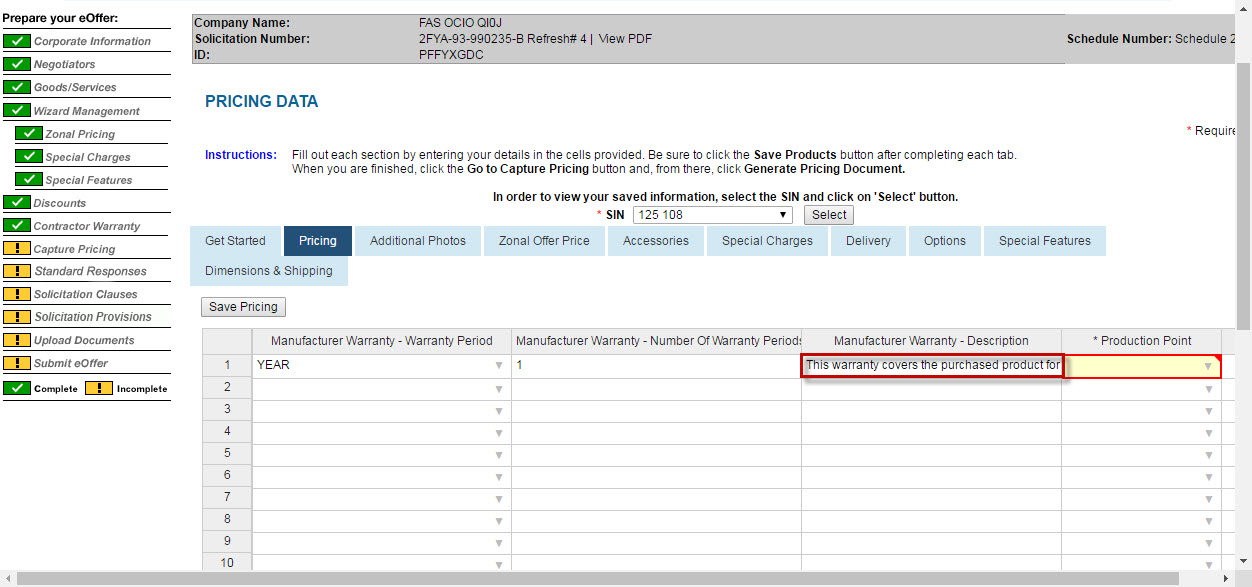 Prepare your eOffer:
Corporate Information
Negotiators
Goods/Services
Wizard Management
Zonal Pricing
Special Charges
Special Features
Discounts
Contractor Warranty
Capture Pricing
Standard Responses
Solicitation Clauses
Solicitation Provisions
Upload Documents
Submit eOffer
Complete ! Incomplete
Company Name: FAS OCIO QI0J
Solicitation Number: 2FYA-93-990235-B Refresh# 4 | View PDF Schedule Number: Schedule 2
ID: PFFYXGDC
PRICING DATA
* Require
Instructions: Fill out each section by entering your details in the cells provided. Be sure to click the Save Products button after completing each tab.
When you are finished, click the Go to Capture Pricing button and, from there, click Generate Pricing Document.
In order to view your saved information, select the SIN and click on 'Select' button.
* SIN 125 108 Select
Get Started Pricing Additional Photos Zonal Offer Price Accessories Special Charges Delivery Options Special Features
Dimensions & Shipping
Save Pricing
Manufacturer Warranty - Warranty Period Manufacturer Warranty - Number Of Warranty Periods Manufacturer Warranty - Description * Production Point
1 YEAR 1 This warranty covers the purchased product for
2
3
4
5
6
7
8
9
10